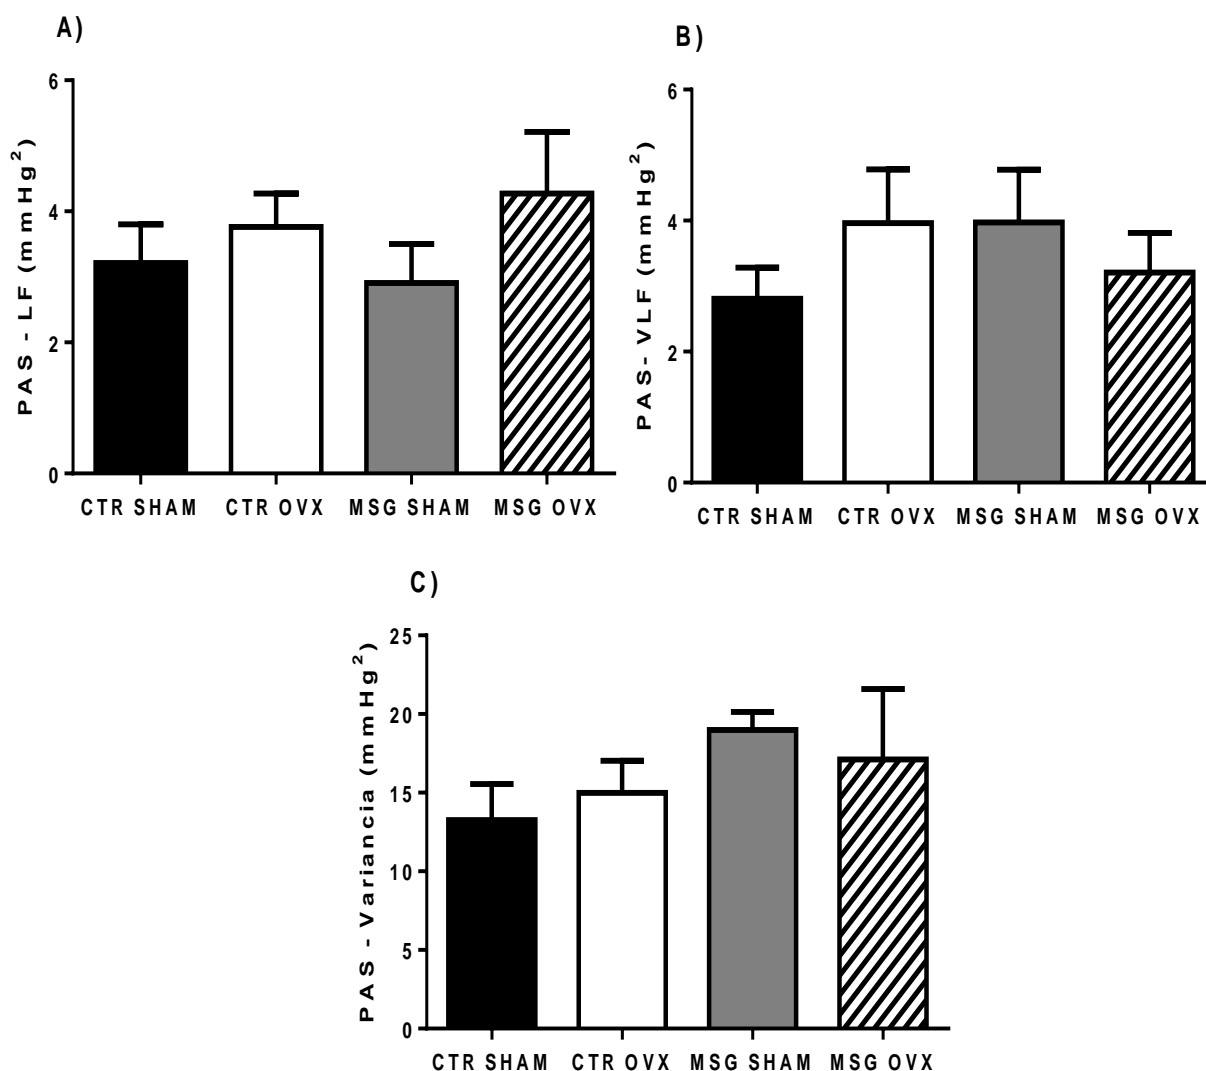 A)
PAS - LF (mmHg²)
6
4
2
0
CTR SHAM CTR OVX MSG SHAM MSG OVX
B)
PAS- VLF (mmHg²)
6
4
2
0
CTR SHAM CTR OVX MSG SHAM MSG OVX
C)
PAS - Variancia (mmHg²)
25
20
15
10
5
0
CTR SHAM CTR OVX MSG SHAM MSG OVX